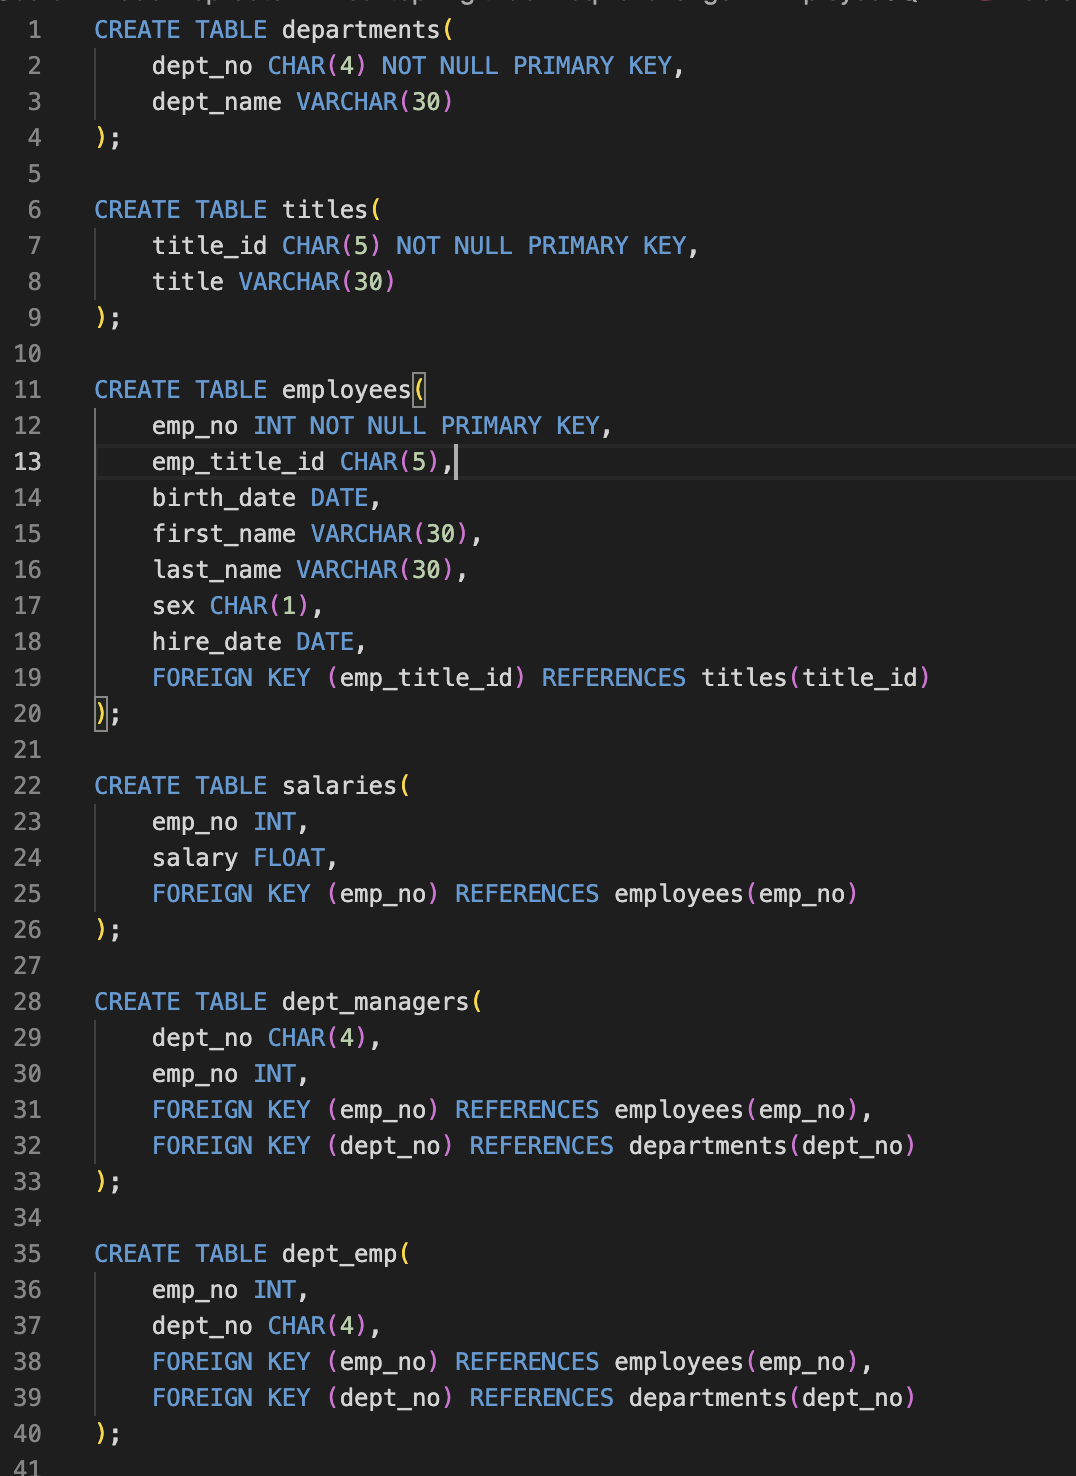 1 CREATE TABLE departments(
2 dept_no CHAR(4) NOT NULL PRIMARY KEY,
3 dept_name VARCHAR(30)
4 );
5
6 CREATE TABLE titles(
7 title_id CHAR(5) NOT NULL PRIMARY KEY,
8 title VARCHAR(30)
9 );
10
11 CREATE TABLE employees(
12 emp_no INT NOT NULL PRIMARY KEY,
13 emp_title_id CHAR(5),
14 birth_date DATE,
15 first_name VARCHAR(30),
16 last_name VARCHAR(30),
17 sex CHAR(1),
18 hire_date DATE,
19 FOREIGN KEY (emp_title_id) REFERENCES titles(title_id)
20 );
21
22 CREATE TABLE salaries(
23 emp_no INT,
24 salary FLOAT,
25 FOREIGN KEY (emp_no) REFERENCES employees(emp_no)
26 );
27
28 CREATE TABLE dept_managers(
29 dept_no CHAR(4),
30 emp_no INT,
31 FOREIGN KEY (emp_no) REFERENCES employees(emp_no),
32 FOREIGN KEY (dept_no) REFERENCES departments(dept_no)
33 );
34
35 CREATE TABLE dept_emp(
36 emp_no INT,
37 dept_no CHAR(4),
38 FOREIGN KEY (emp_no) REFERENCES employees(emp_no),
39 FOREIGN KEY (dept_no) REFERENCES departments(dept_no)
40 );
41